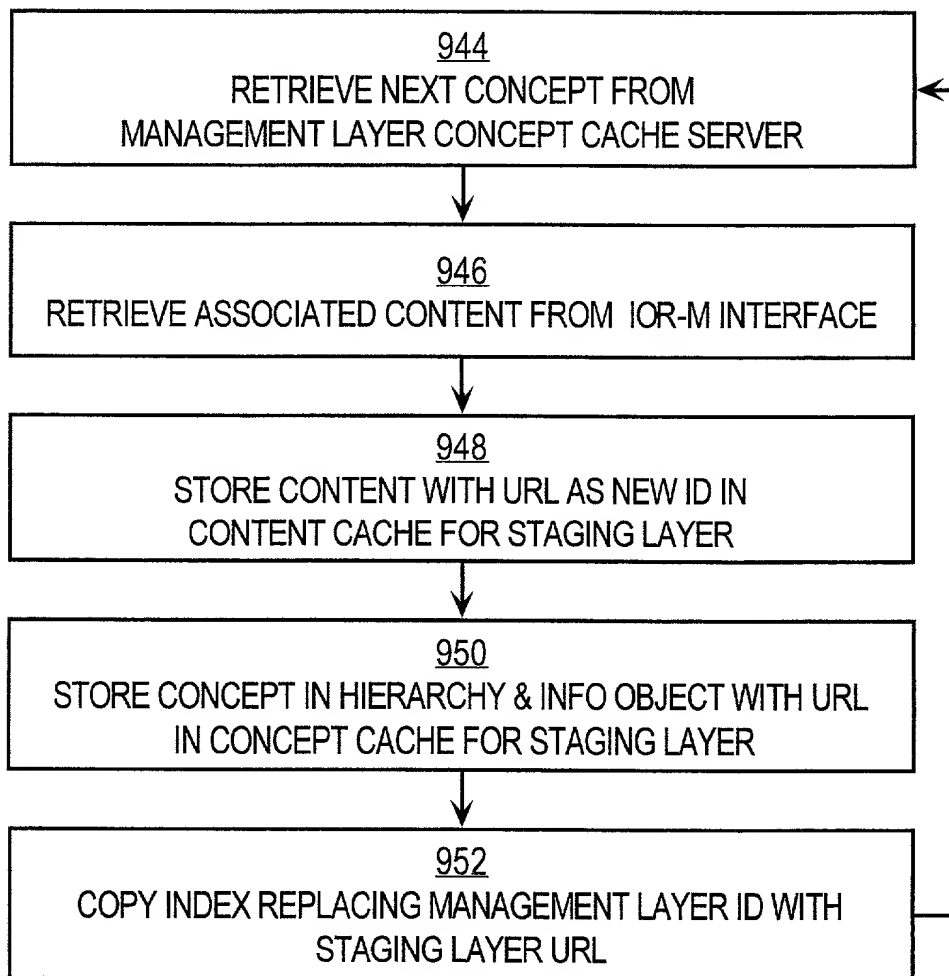 944
RETRIEVE NEXT CONCEPT FROM
MANAGEMENT LAYER CONCEPT CACHE SERVER
946
RETRIEVE ASSOCIATED CONTENT FROM IOR-M INTERFACE
948
STORE CONTENT WITH URL AS NEW ID IN
CONTENT CACHE FOR STAGING LAYER
950
STORE CONCEPT IN HIERARCHY & INFO OBJECT WITH URL
IN CONCEPT CACHE FOR STAGING LAYER
952
COPY INDEX REPLACING MANAGEMENT LAYER ID WITH
STAGING LAYER URL